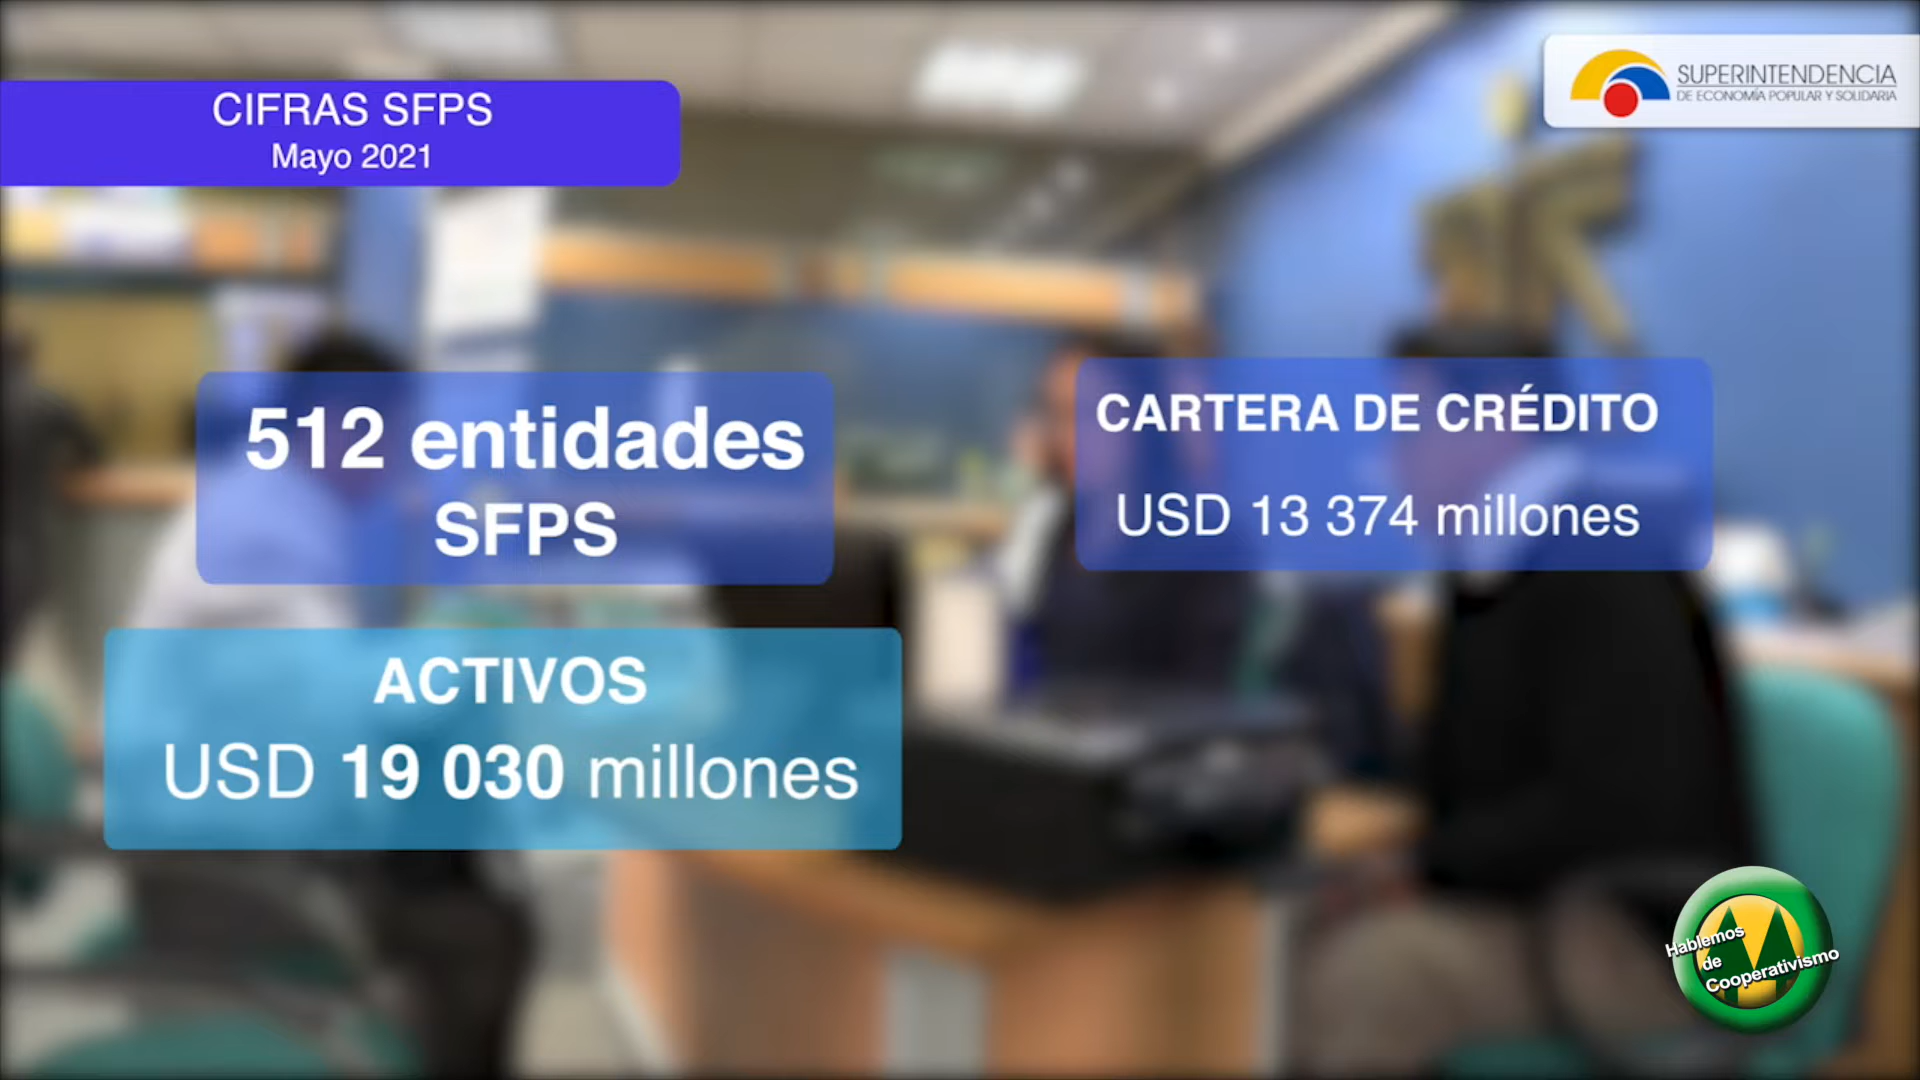 CIFRAS SFPS
Mayo 2021
SUPERINTENDENCIA
DE ECONOMÍA POPULAR Y SOLIDARIA
512 entidades
SFPS
CARTERA DE CRÉDITO
USD 13 374 millones
ACTIVOS
USD 19 030 millones
Hablemos
de
Cooperativismo